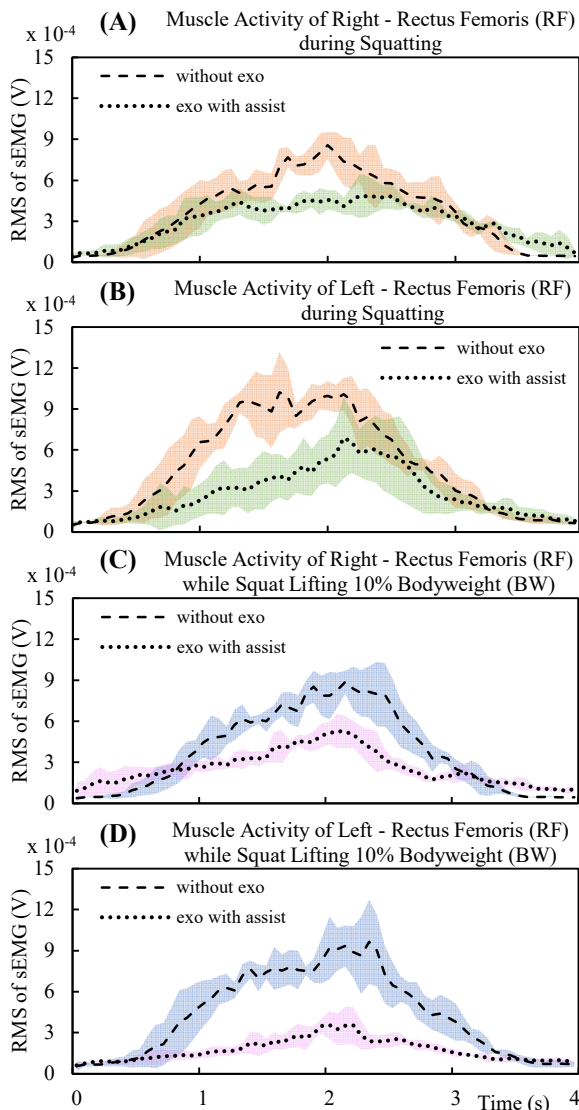 (A) Muscle Activity of Right - Rectus Femoris (RF)
during Squatting
x 10-4
15
without exo
12
exo with assist
9
6
3
0
RMS of sEMG (V)
(B) Muscle Activity of Left - Rectus Femoris (RF)
during Squatting
x 10-4
15
without exo
12
exo with assist
9
6
3
0
RMS of sEMG (V)
(C) Muscle Activity of Right - Rectus Femoris (RF)
while Squat Lifting 10% Bodyweight (BW)
x 10-4
15
without exo
12
exo with assist
9
6
3
0
RMS of sEMG (V)
(D) Muscle Activity of Left - Rectus Femoris (RF)
while Squat Lifting 10% Bodyweight (BW)
x 10-4
15
without exo
12
exo with assist
9
6
3
0
RMS of sEMG (V)
0 1 2 3 Time (s) 4